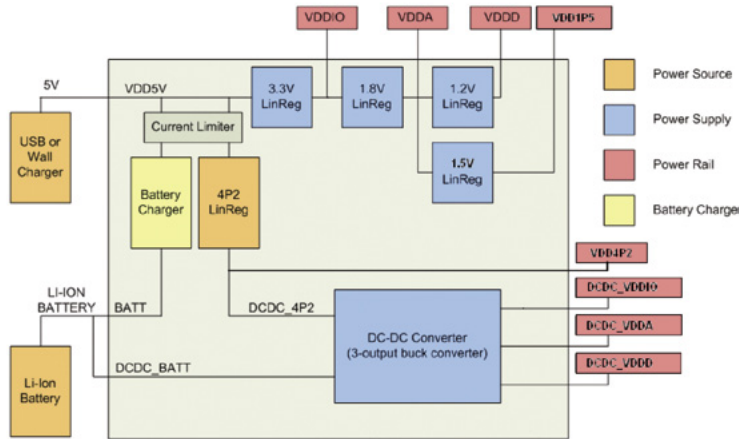 VDDIO
VDDA
VDDD
VDD1P5
5V
VDD5V
3.3V
LinReg
1.8V
LinReg
1.2V
LinReg
Power Source
USB or
Wall
Charger
Current Limiter
Power Supply
Battery
Charger
4P2
LinReg
1.5V
LinReg
Power Rail
Battery Charger
VDD4P2
LI-ION
BATTERY
BATT
DCDC_4P2
DCDC_VDDIO
DC-DC Converter
(3-output buck converter)
DCDC_VDDA
DCDC_BATT
DCDC_VDDD
Li-Ion
Battery